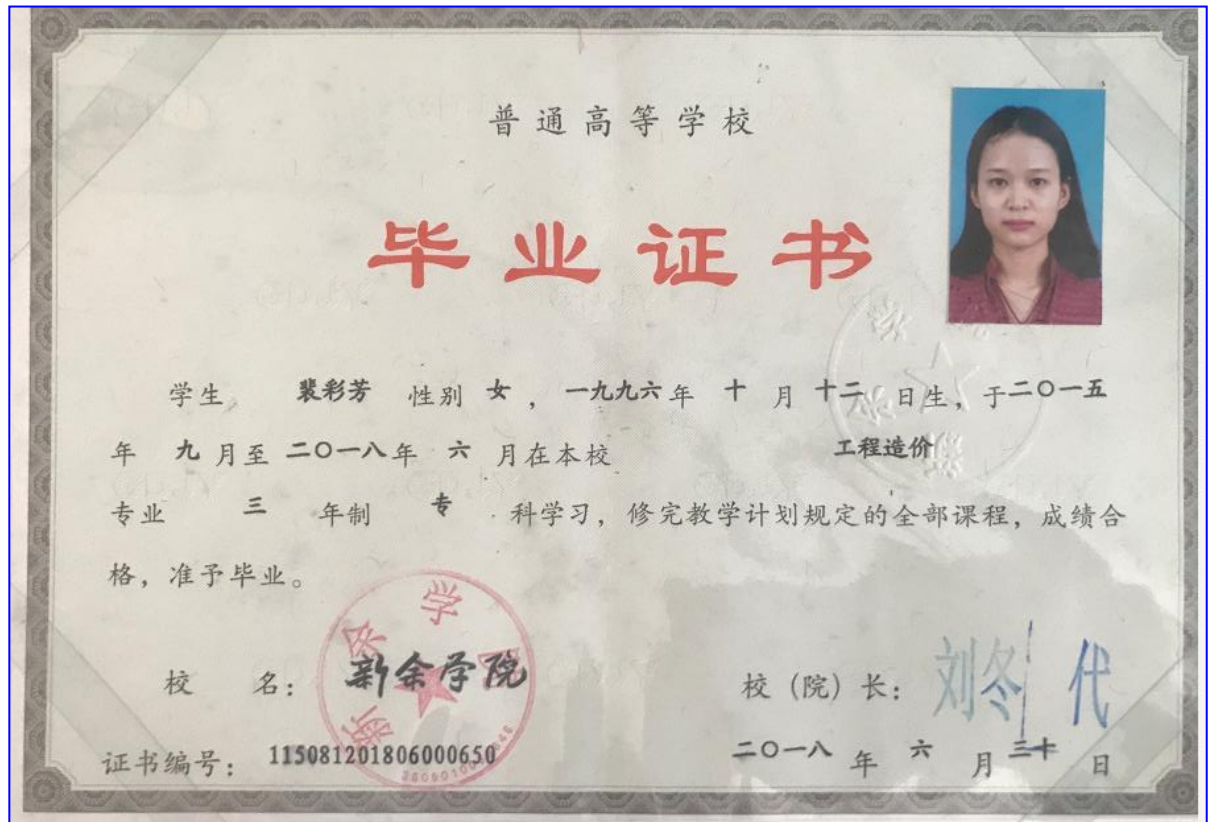 普通高等学校
毕业证书
学生 裴彩芳 性别 女，一九九六年 十 月 十二 日生，于二〇一五
年 九 月至 二〇一八年 六 月在本校 工程造价
专业 三 年制 专 科学习，修完教学计划规定的全部课程，成绩合
格，准予毕业。
校 名：新余学院
校（院）长：刘冬 代
证书编号：115081201806000650
二〇一八 年 六 月 三十 日